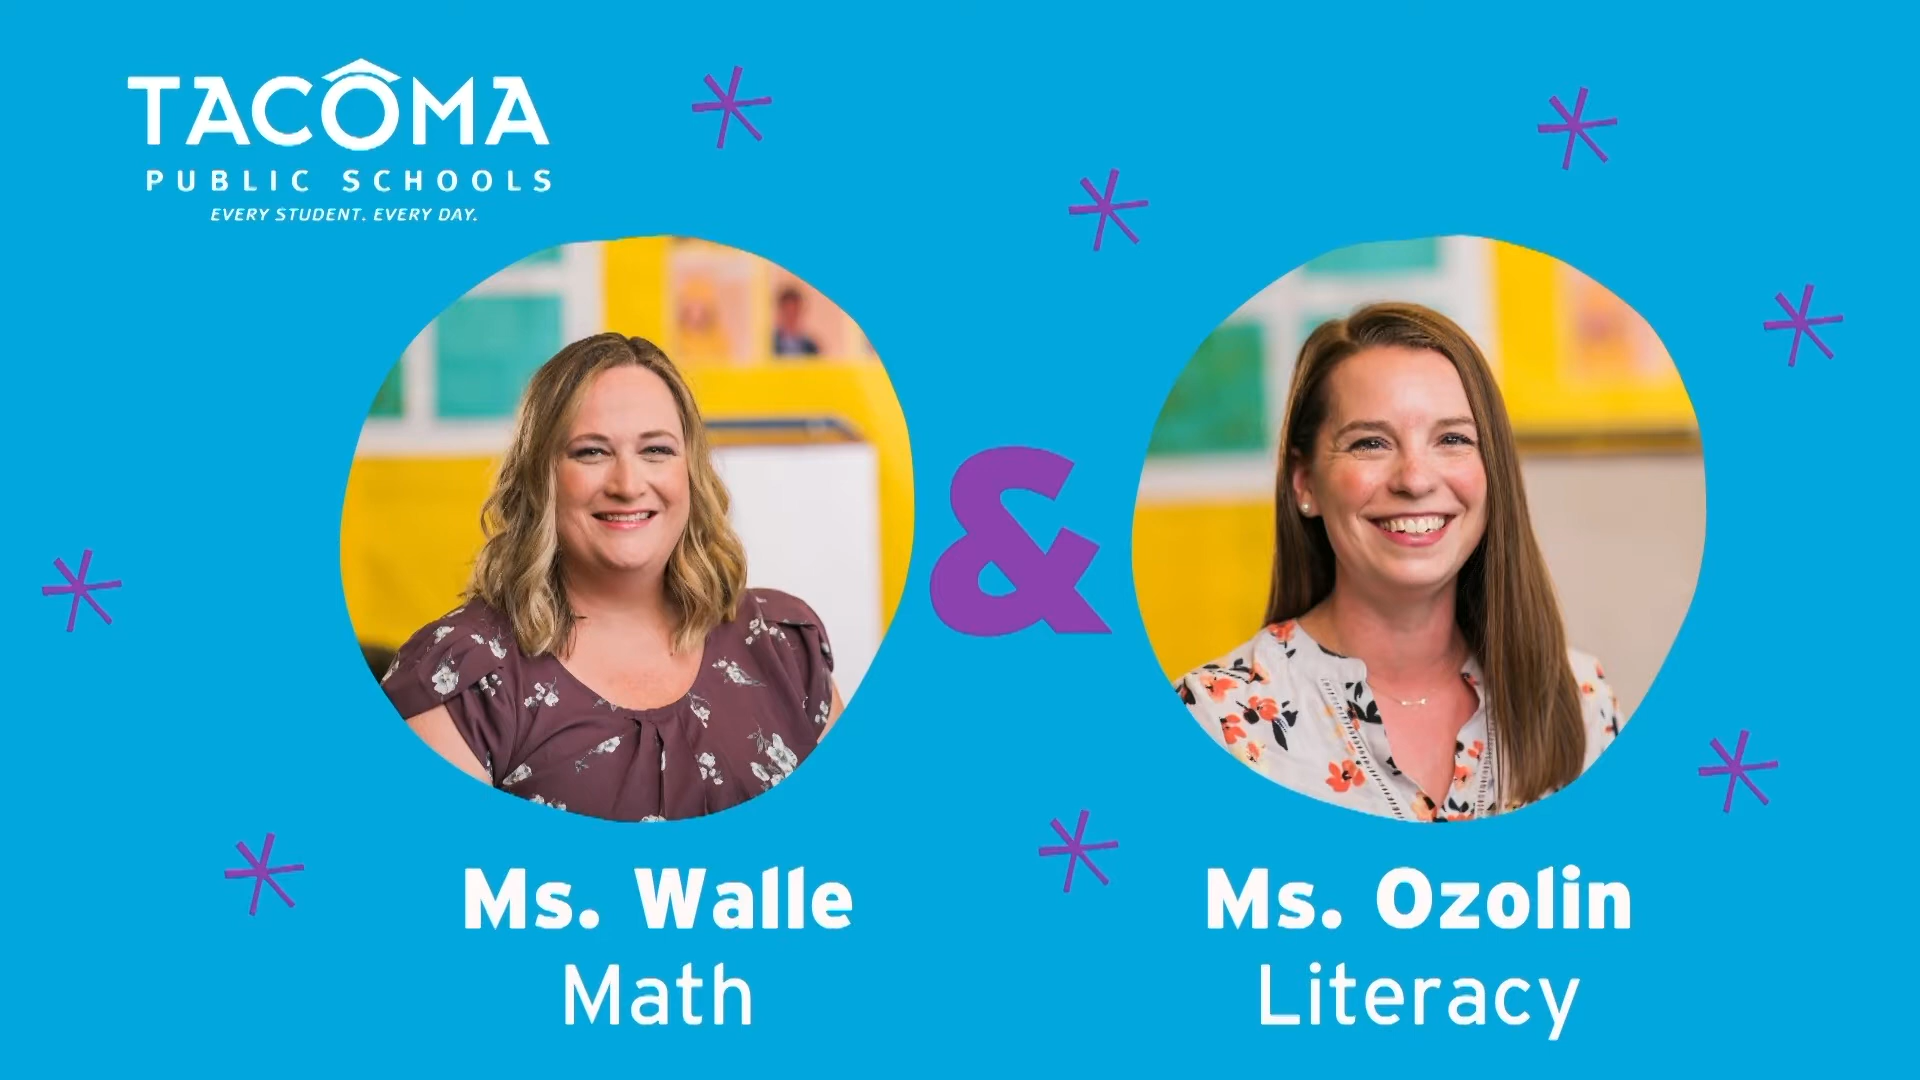 TACOMA
PUBLIC SCHOOLS
EVERY STUDENT. EVERY DAY.
&
Ms. Walle
Math
Ms. Ozolin
Literacy